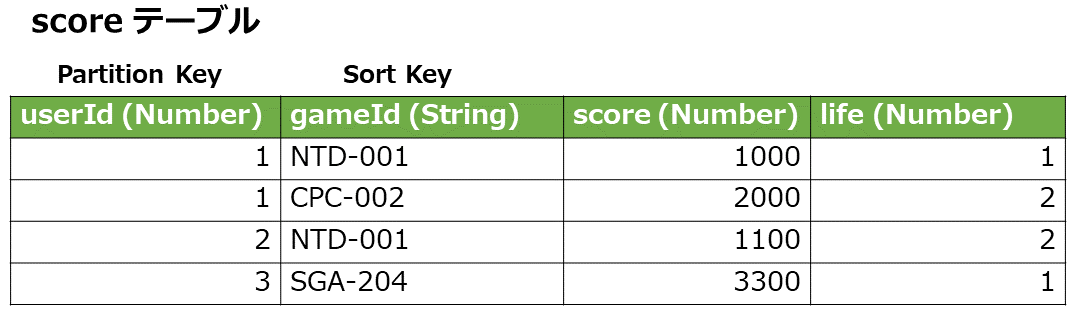 score テーブル
Partition Key Sort Key
userId (Number) gameId (String) score (Number) life (Number)
1 NTD-001 1000 1
1 CPC-002 2000 2
2 NTD-001 1100 2
3 SGA-204 3300 1